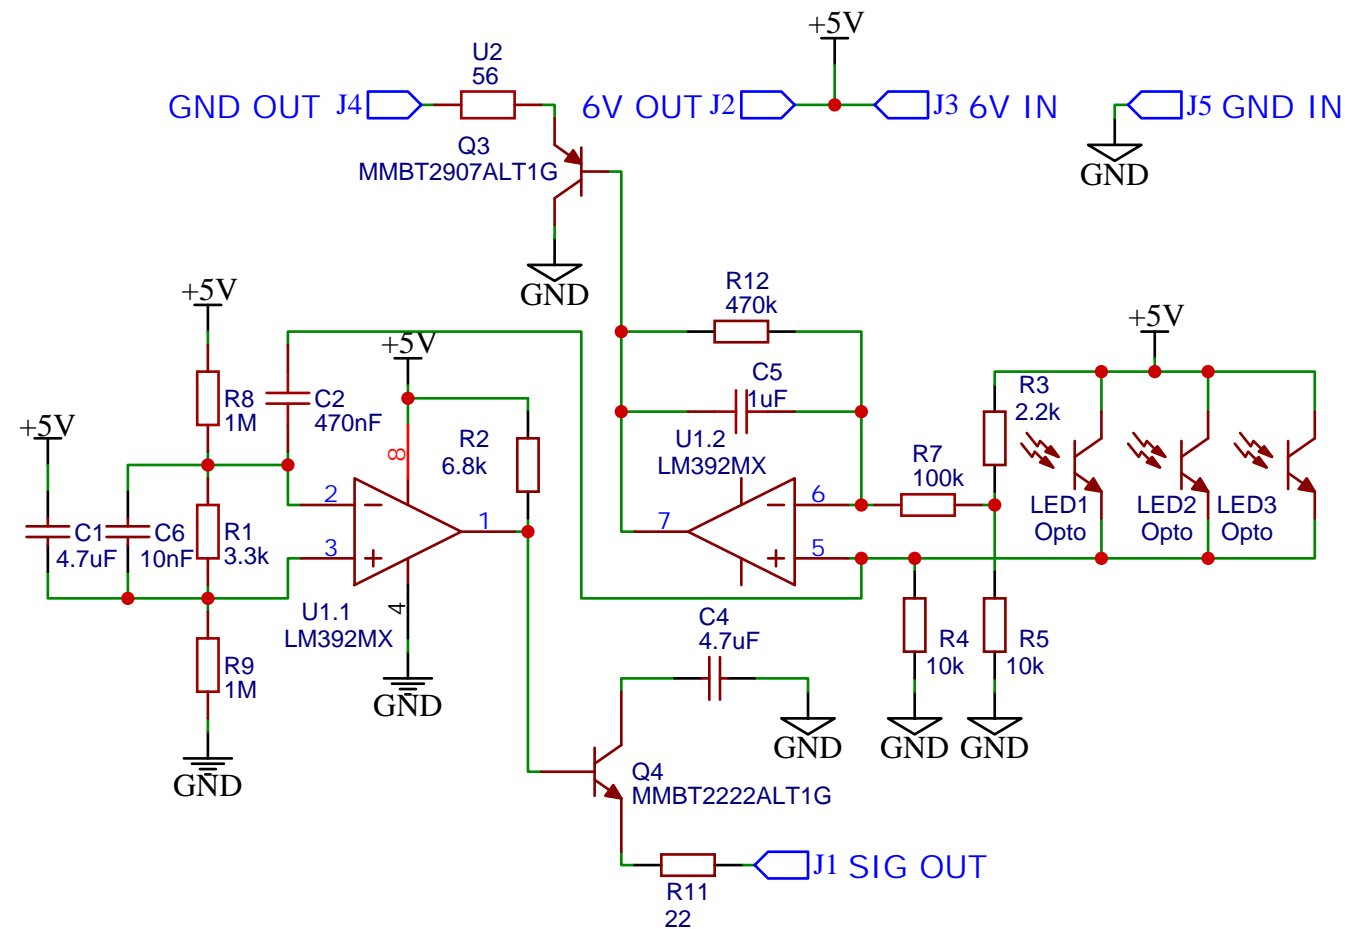 +5V
U2
56
GND OUT J4
6V OUT J2
J3 6V IN
J5 GND IN
Q3
MMBT2907ALT1G
GND
GND
+5V
R12
470k
+5V
+5V
R8
1M
C2
470nF
C5
1uF
R3
2.2k
+5V
R2
6.8k
8
U1.2
LM392MX
R7
100k
2
1
7
6
LED1
Opto
LED2
Opto
LED3
Opto
C1
4.7uF
C6
10nF
R1
3.3k
3
5
U1.1
LM392MX
4
C4
4.7uF
R4
10k
R5
10k
R9
1M
GND
GND
GND
GND
GND
Q4
MMBT2222ALT1G
J1 SIG OUT
R11
22